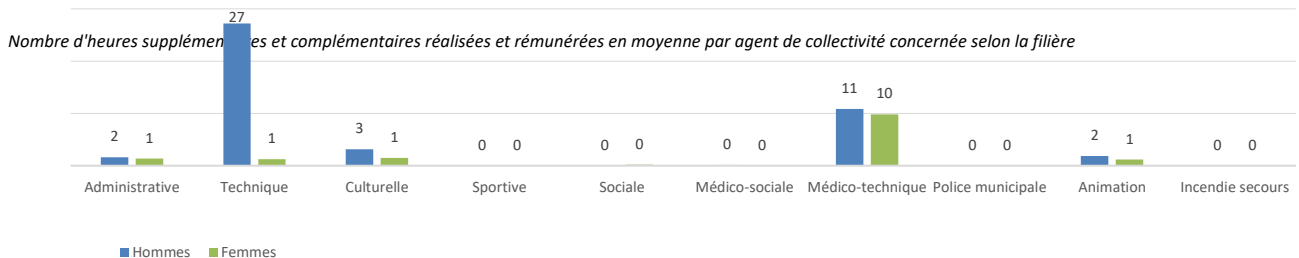 27
Nombre d'heures supplémentaires et complémentaires réalisées et rémunérées en moyenne par agent de collectivité concernée selon la filière
2 1 1 3 1 0 0 0 0 0 0 11 10 0 0 2 1 0 0
Administrative Technique Culturelle Sportive Sociale Médico-sociale Médico-technique Police municipale Animation Incendie secours
Hommes Femmes